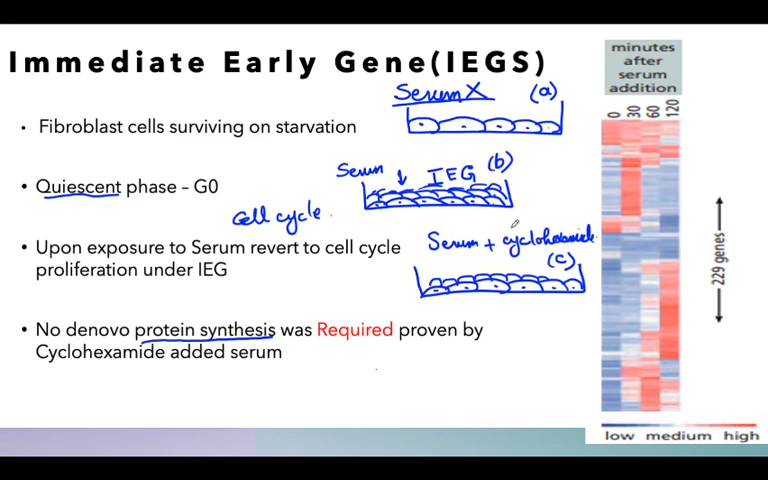 Immediate Early Gene(IEGS)
Serum X (a)
• Fibroblast cells surviving on starvation
Serum ↓ IEG (b)
• Quiescent phase – G0
Cell cycle.
• Upon exposure to Serum revert to cell cycle
proliferation under IEG
Serum + cyclohexamide
(c)
• No denovo protein synthesis was Required proven by
Cyclohexamide added serum
minutes
after
serum
addition
0 30 60 120
229 genes
low medium high